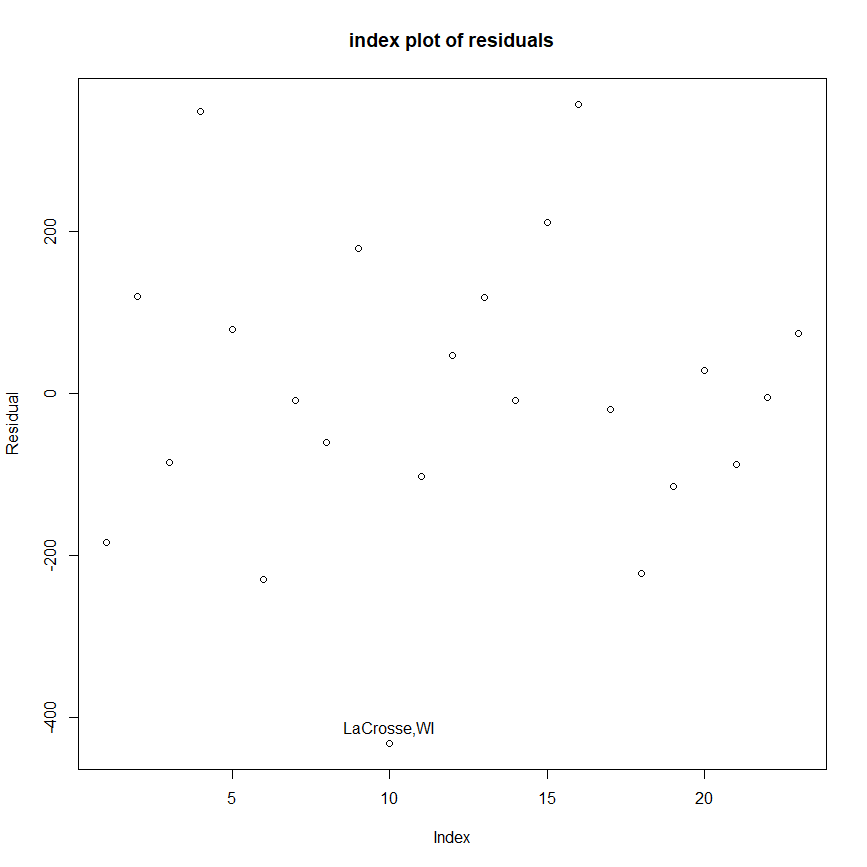 index plot of residuals
Residual
200
0
-200
-400
LaCrosse,WI
5
10
15
20
Index